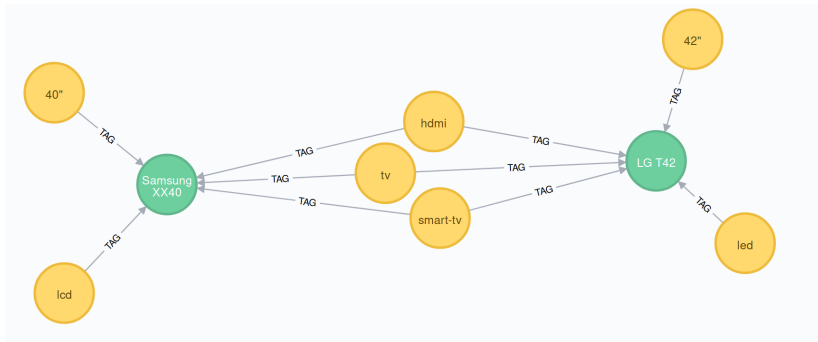 42"
40"
TAG
TAG
hdmi
TAG
TAG
TAG
TAG
tv
TAG
LG T42
Samsung
XX40
TAG
TAG
smart-tv
TAG
TAG
led
lcd